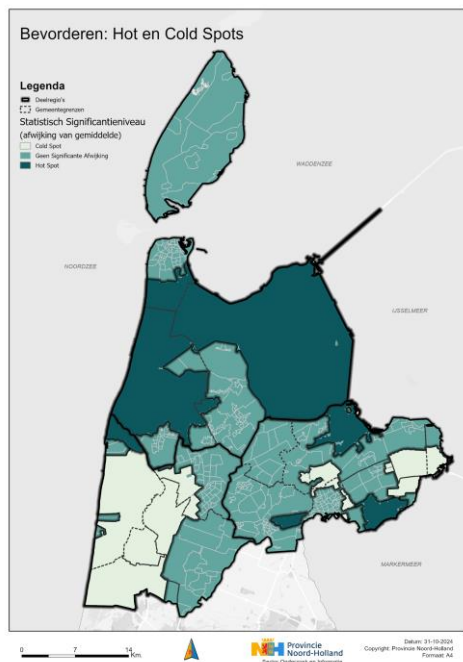 Bevorderen: Hot en Cold Spots
Legenda
Deelregio's
Gemeentegrenzen
Statistisch Significantieniveau
(afwijking van gemiddelde)
Cold Spot
Geen Significante Afwijking
Hot Spot
WADDENZEE
NOORDZEE
IJSSELMEER
MARKERMEER
0 7 14
Km.
Provincie
Noord-Holland
Datum: 31-10-2024
Copyright: Provincie Noord-Holland
Formaat: A4